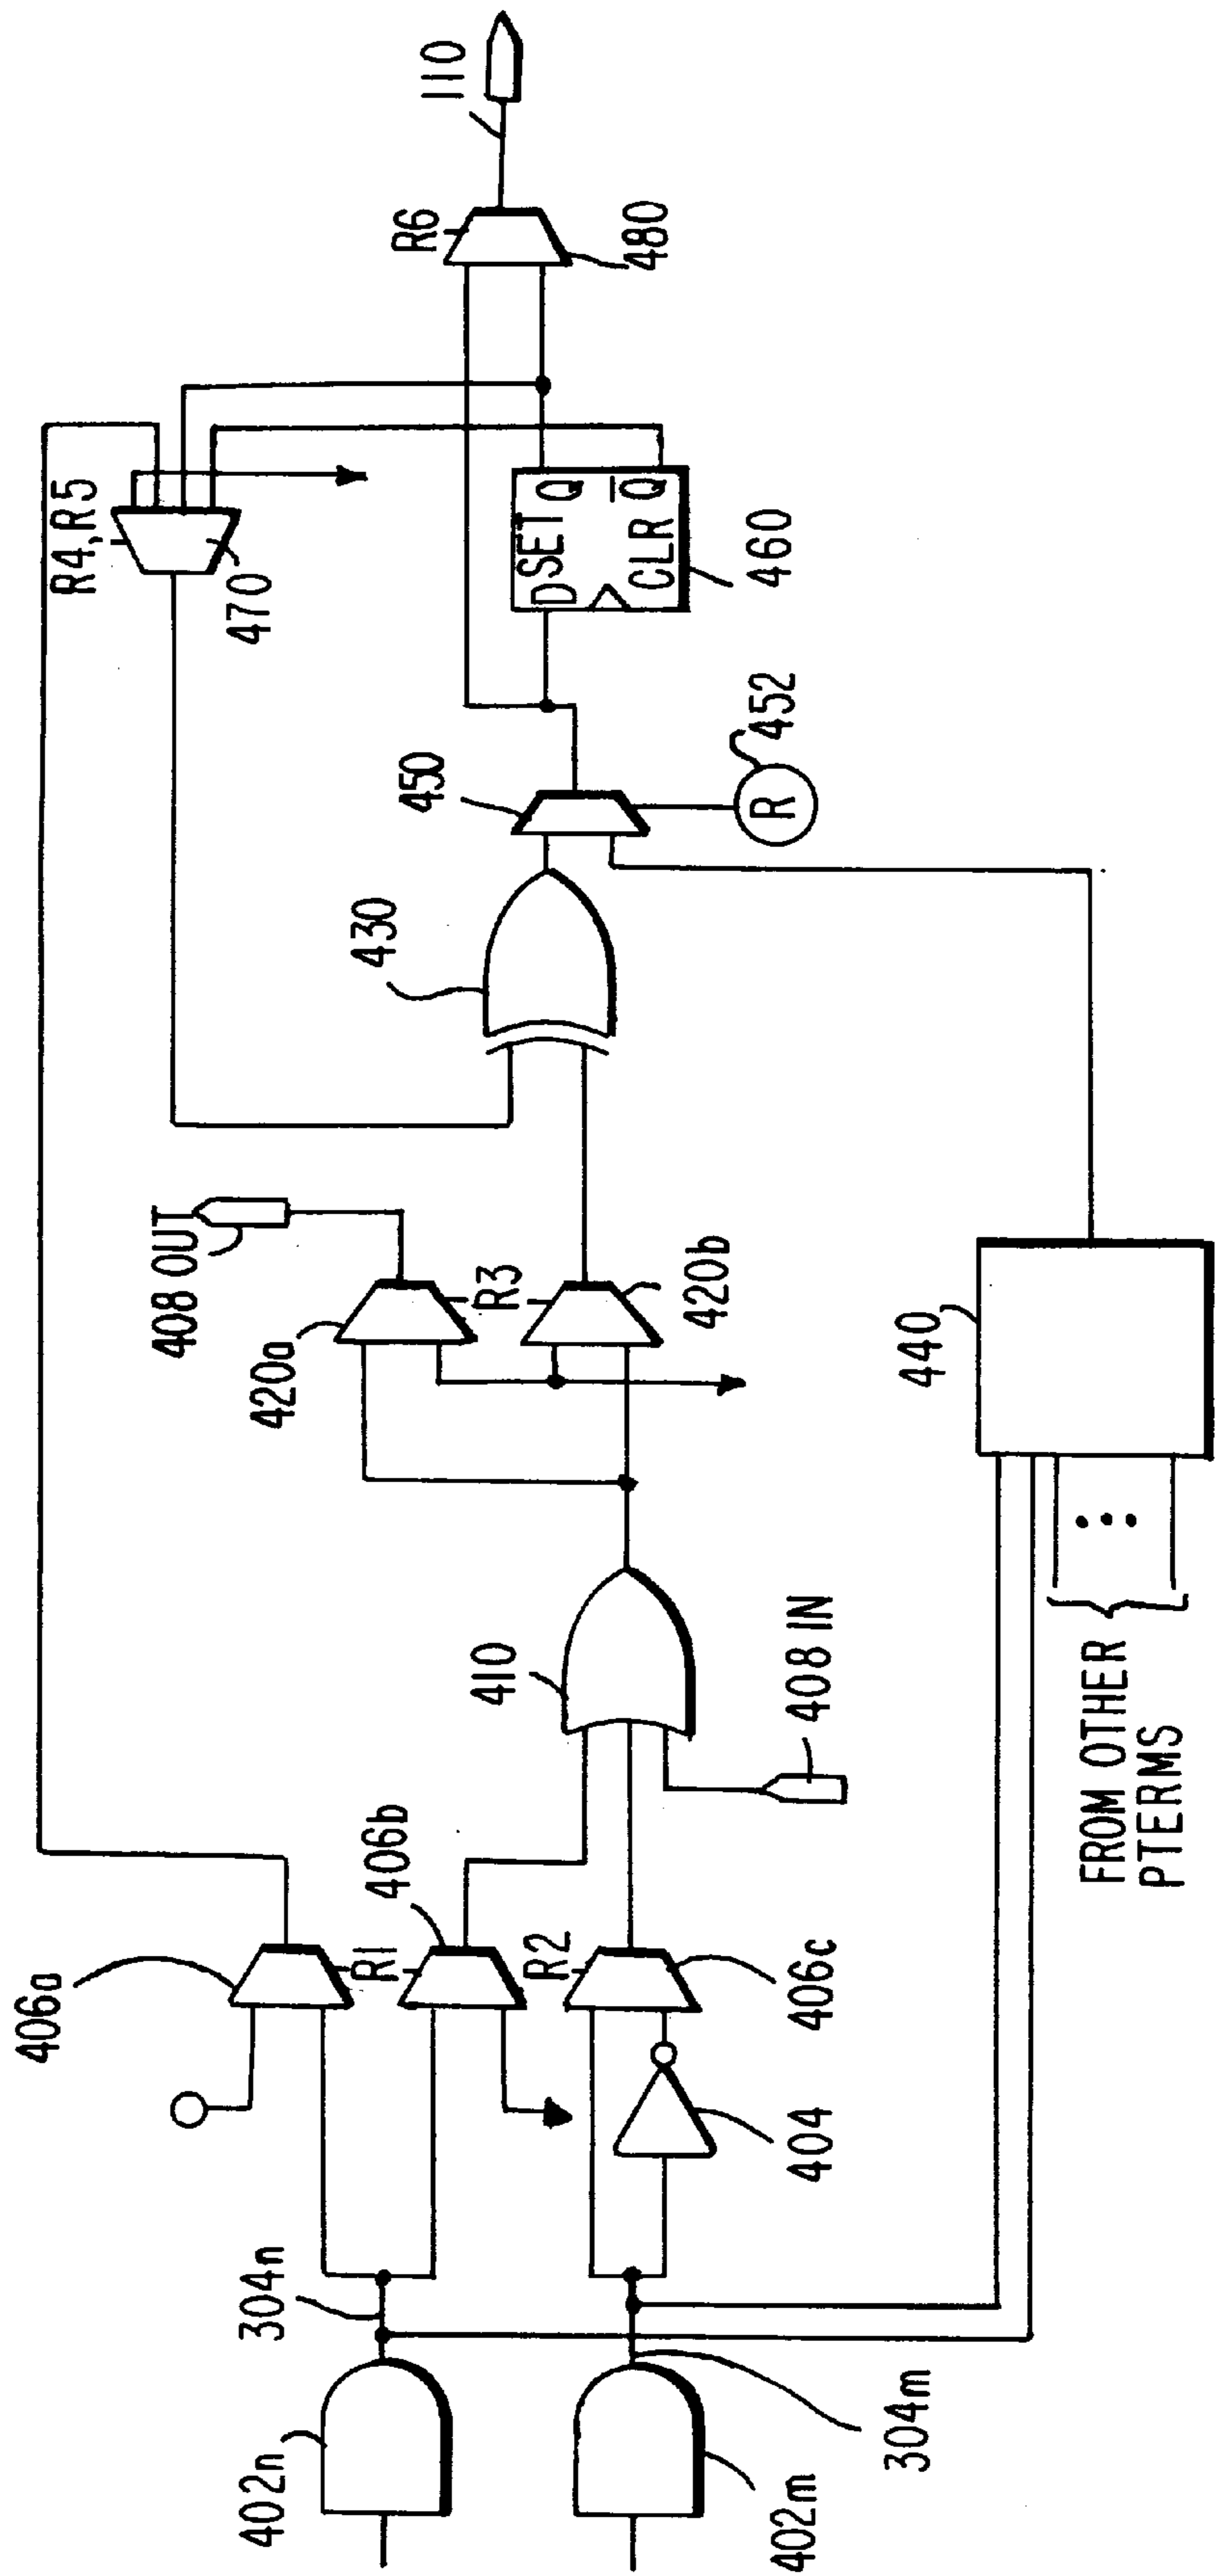 402n
304n
402m
304m
406a
R1
406b
R2
406c
404
410
408 IN
408 OUT
420a
R3
420b
440
FROM OTHER
PTERMS
430
450
R
452
R4,R5
470
D
SET
Q
CLR
Q̅
460
R6
480
110